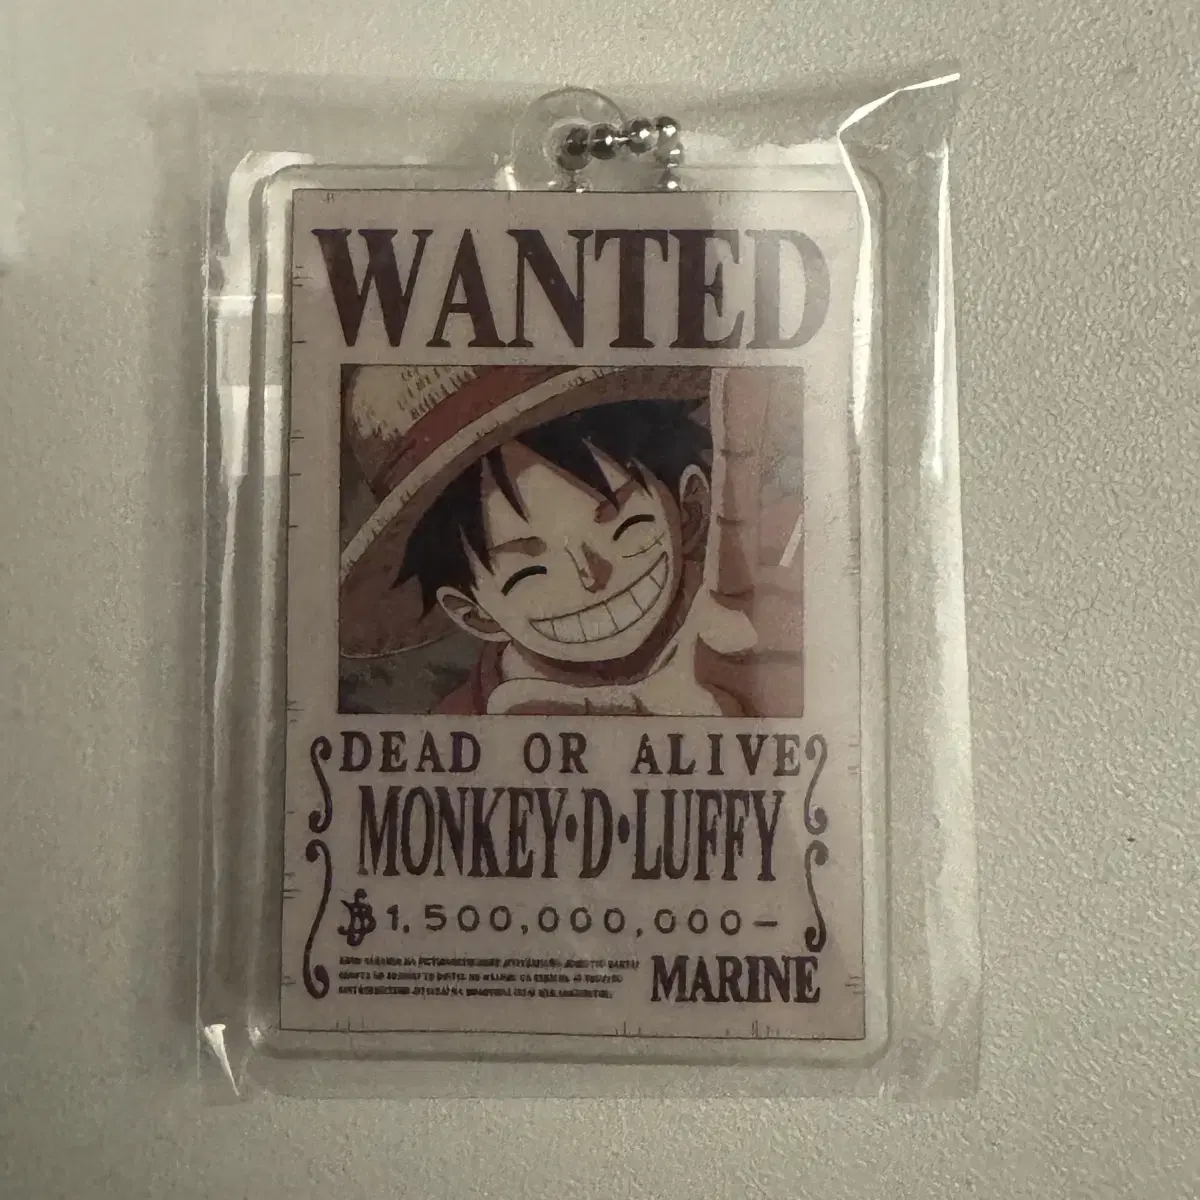 WANTED
DEAD OR ALIVE
MONKEY·D·LUFFY
฿1,500,000,000-
MARINE